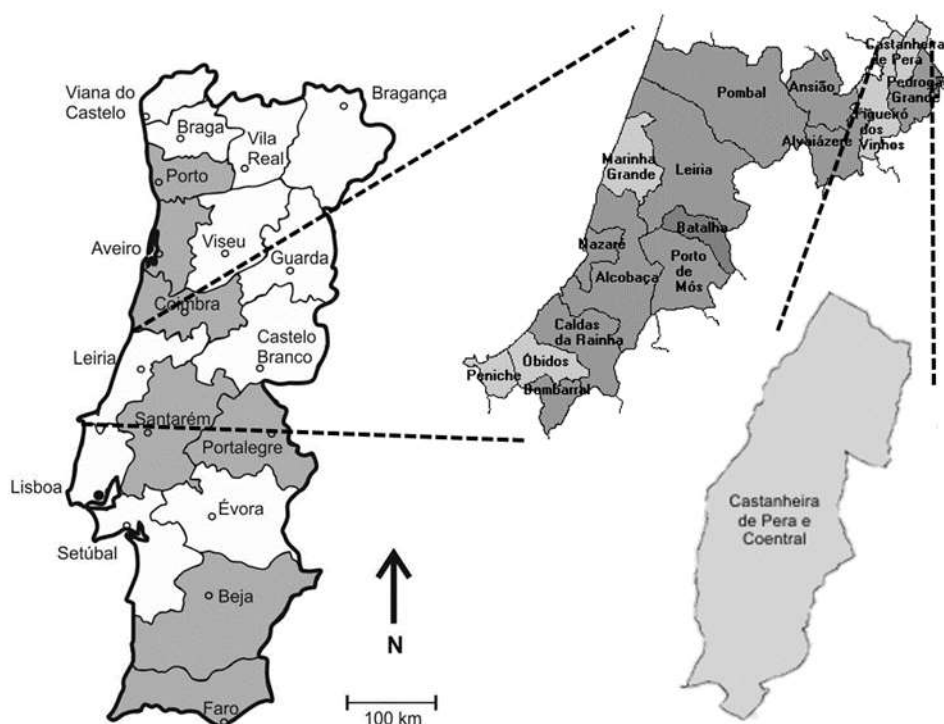 Viana do
Castelo
Bragança
Braga
Vila
Real
Porto
Aveiro
Viseu
Guarda
Coimbra
Leiria
Castelo
Branco
Santarém
Portalegre
Lisboa
Évora
Setúbal
Beja
N
Faro
100 km
Castanheira
de Pera
Pedrogão
Grande
Pombal
Ansião
Figueiró
dos
Vinhos
Alvaiázere
Marinha
Grande
Leiria
Batalha
Nazaré
Porto
de
Mós
Alcobaça
Caldas
da Rainha
Óbidos
Peniche
Bombarral
Castanheira
de Pera e
Coentral